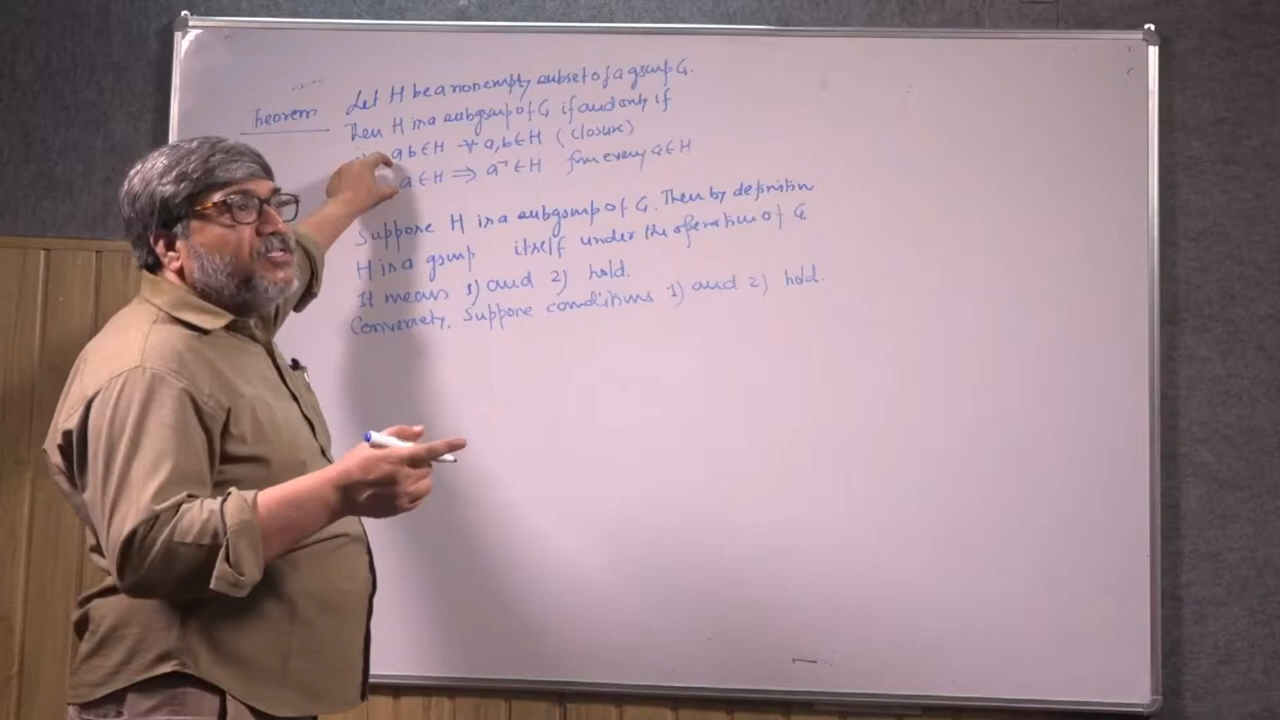 Theorem Let H be a nonempty subset of a group G.
Then H is a subgroup of G if and only if
ab ∈ H ∀ a,b ∈ H (closure)
a ∈ H ⟹ a⁻¹ ∈ H for every a ∈ H
Suppose H is a subgroup of G. Then by definition
H is a group itself under the operation of G
It means 1) and 2) hold.
Conversely, Suppose conditions 1) and 2) hold.